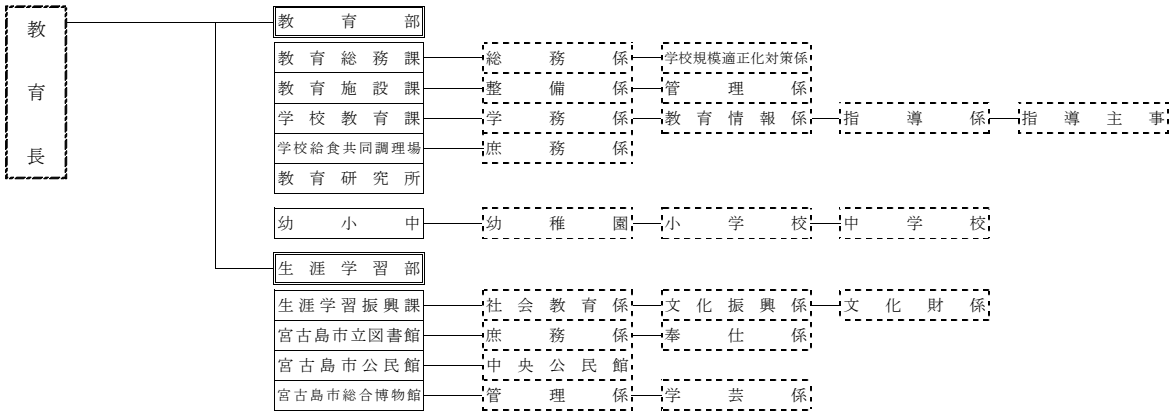 教育長
教育部
教育総務課 総務係 学校規模適正化対策係
教育施設課 整備係 管理係
学校教育課 学務係 教育情報係 指導係 指導主事
学校給食共同調理場 庶務係
教育研究所
幼小中 幼稚園 小学校 中学校
生涯学習部
生涯学習振興課 社会教育係 文化振興係 文化財係
宮古島市立図書館 庶務係 奉仕係
宮古島市公民館 中央公民館
宮古島市総合博物館 管理係 学芸係